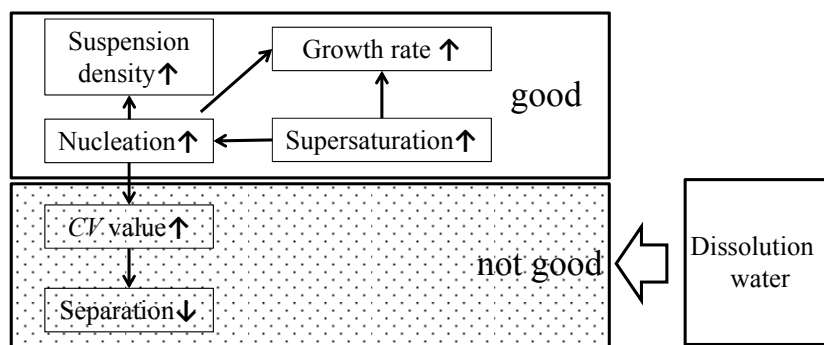 Suspension
density↑
Growth rate ↑
good
Nucleation↑
Supersaturation↑
CV value↑
not good
Separation↓
Dissolution
water